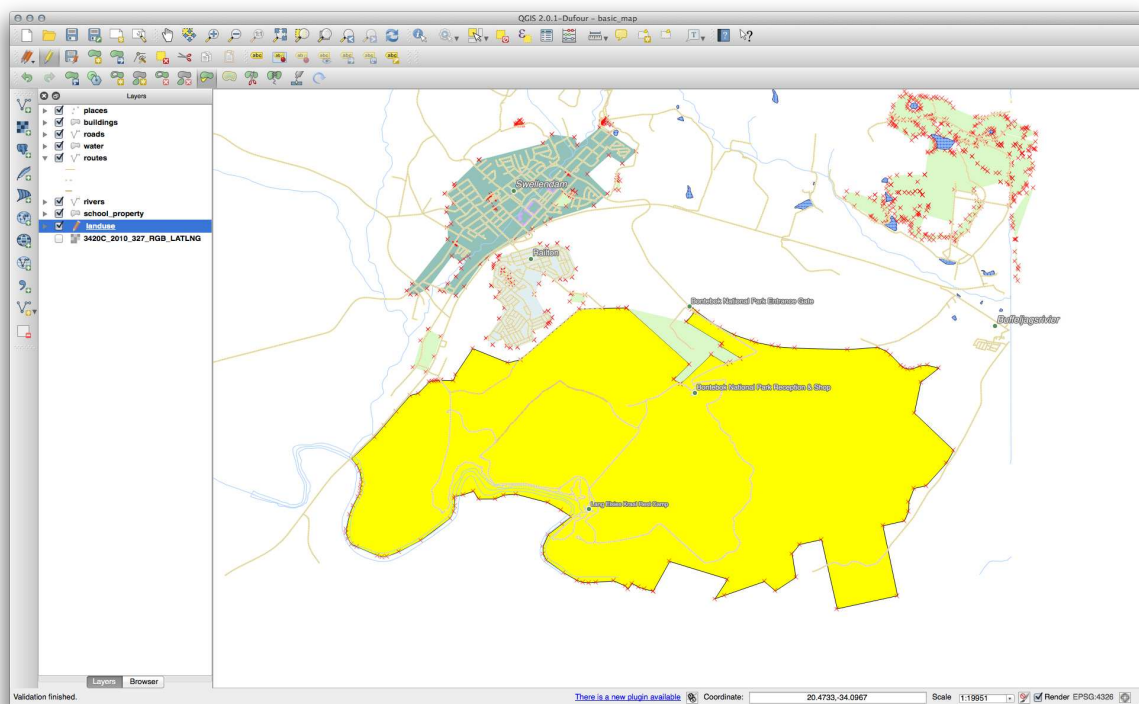 QGIS 2.0.1-Dufour - basic_map
Layers
places
buildings
roads
water
routes
rivers
school_property
landuse
3420C_2010_327_RGB_LATLNG
Swellendam
Railton
Bontebok National Park Entrance Gate
Buffeljagsrivier
Bontebok National Park Reception & Shop
Lang Elsies Kraal Rest Camp
Layers
Browser
Validation finished.
There is a new plugin available
Coordinate:
20.4733,-34.0967
Scale
1:19951
Render
EPSG:4326